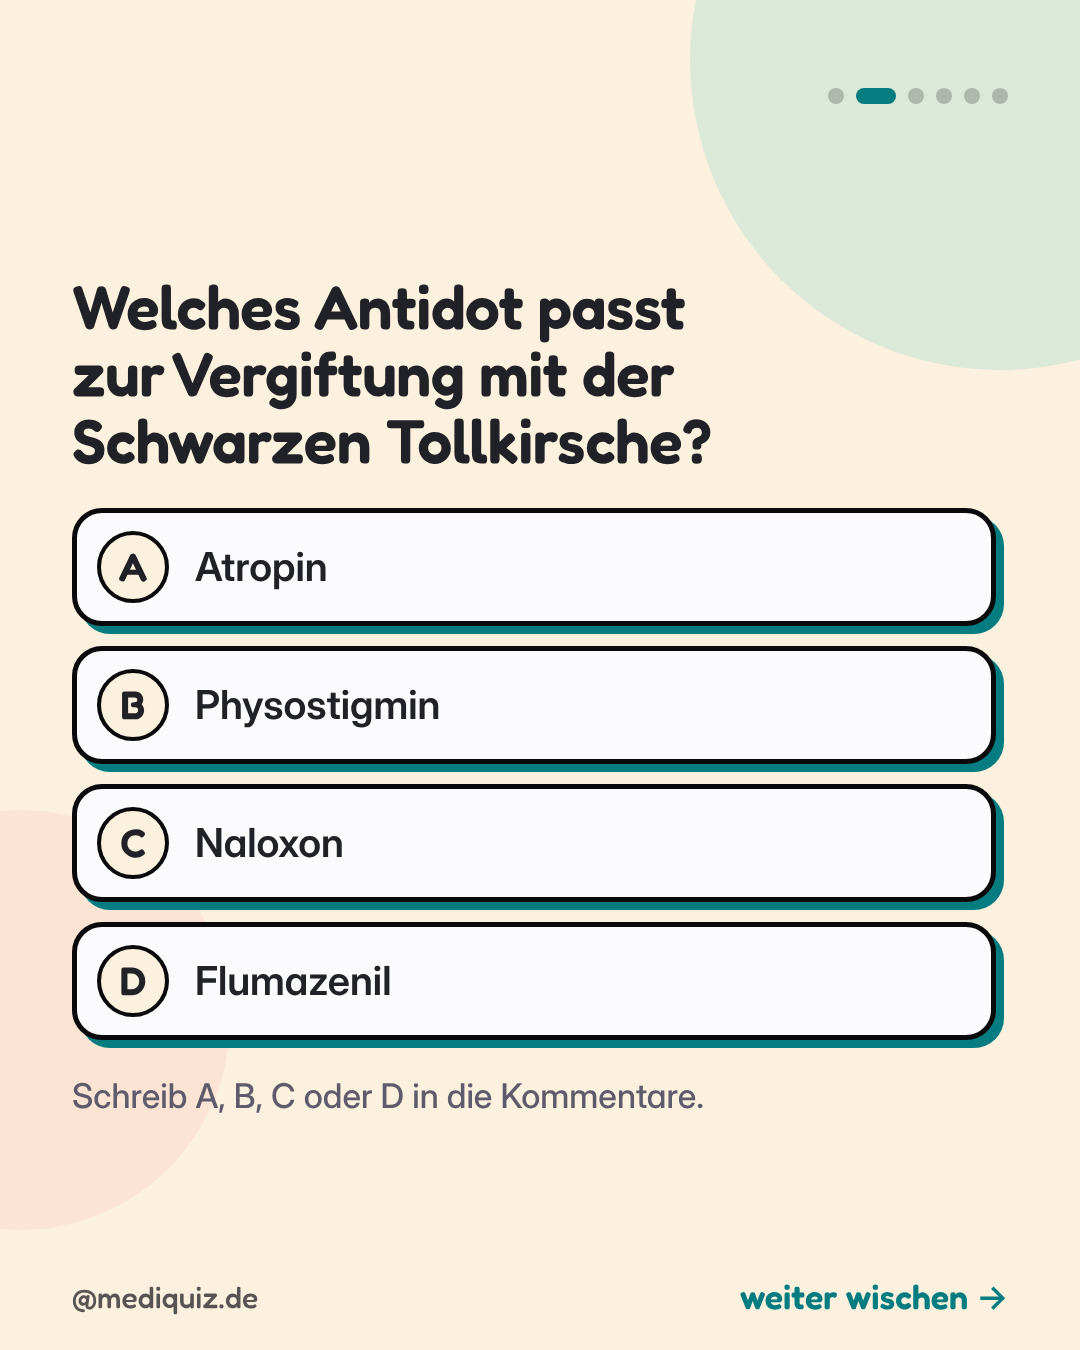 Welches Antidot passt
zur Vergiftung mit der
Schwarzen Tollkirsche?
A Atropin
B Physostigmin
C Naloxon
D Flumazenil
Schreib A, B, C oder D in die Kommentare.
@mediquiz.de
weiter wischen →